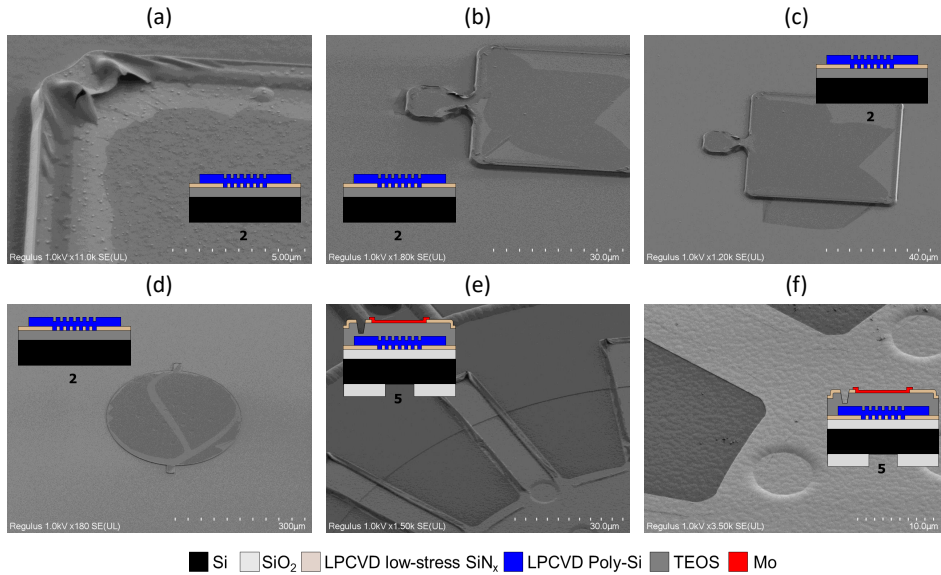 (a)
(b)
(c)
2
Regulus 1.0kV x11.0k SE(UL)
5.00µm
2
Regulus 1.0kV x1.80k SE(UL)
30.0µm
2
Regulus 1.0kV x1.20k SE(UL)
40.0µm
(d)
(e)
(f)
2
Regulus 1.0kV x180 SE(UL)
300µm
5
Regulus 1.0kV x1.50k SE(UL)
30.0µm
5
Regulus 1.0kV x3.50k SE(UL)
10.0µm
Si SiO₂ LPCVD low-stress SiNₓ LPCVD Poly-Si TEOS Mo